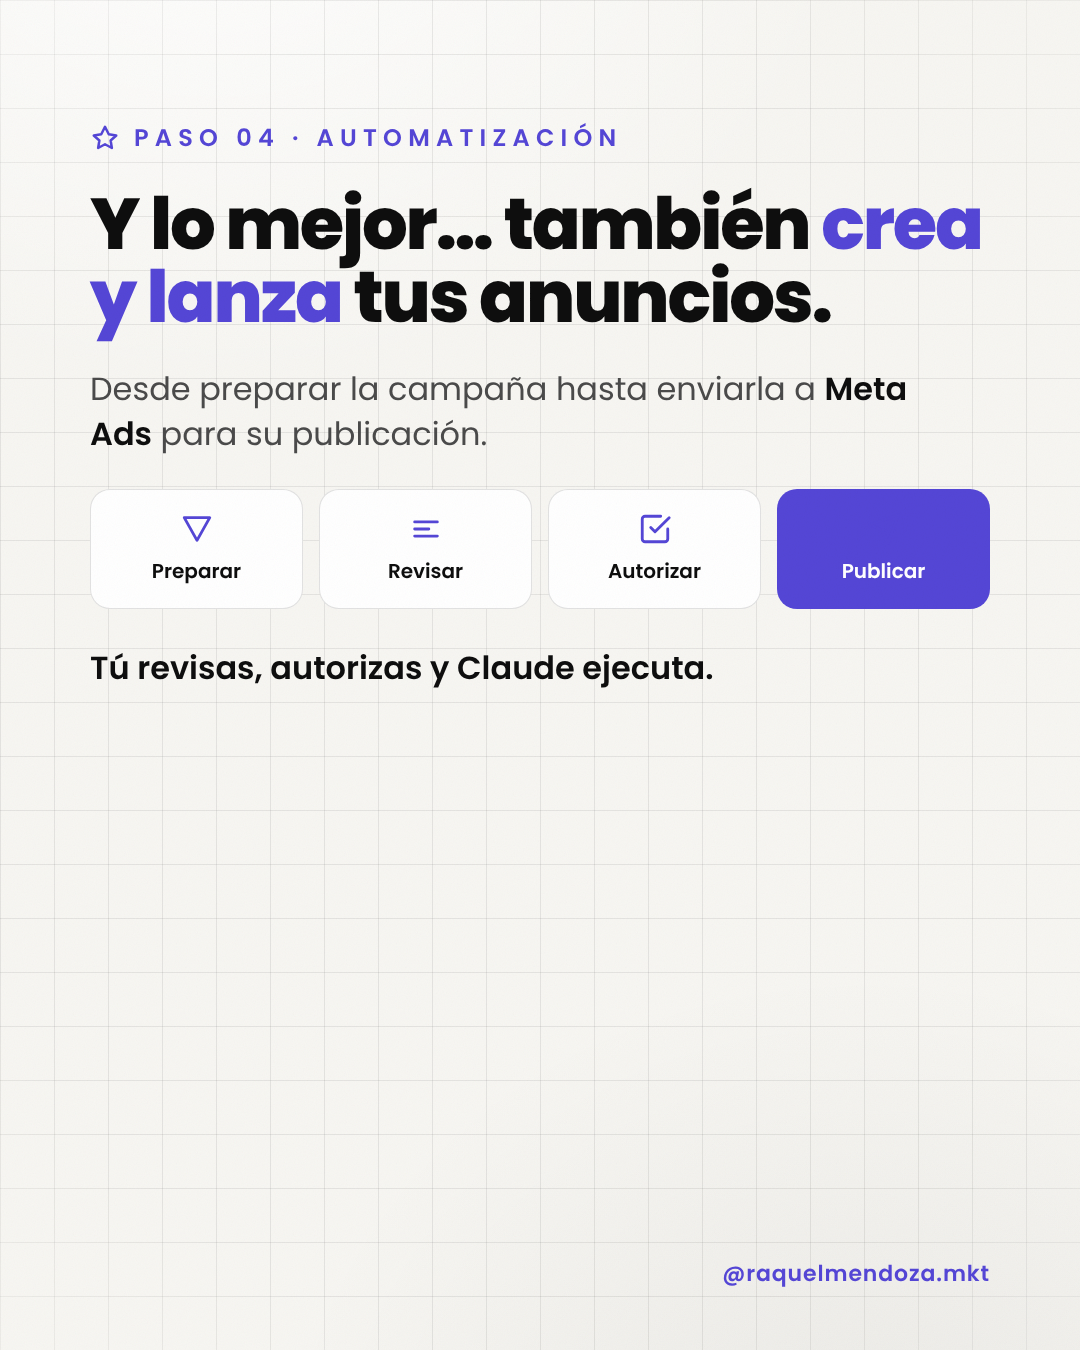 PASO 04 · AUTOMATIZACIÓN
Y lo mejor... también crea
y lanza tus anuncios.
Desde preparar la campaña hasta enviarla a Meta
Ads para su publicación.
Preparar
Revisar
Autorizar
Publicar
Tú revisas, autorizas y Claude ejecuta.
@raquelmendoza.mkt